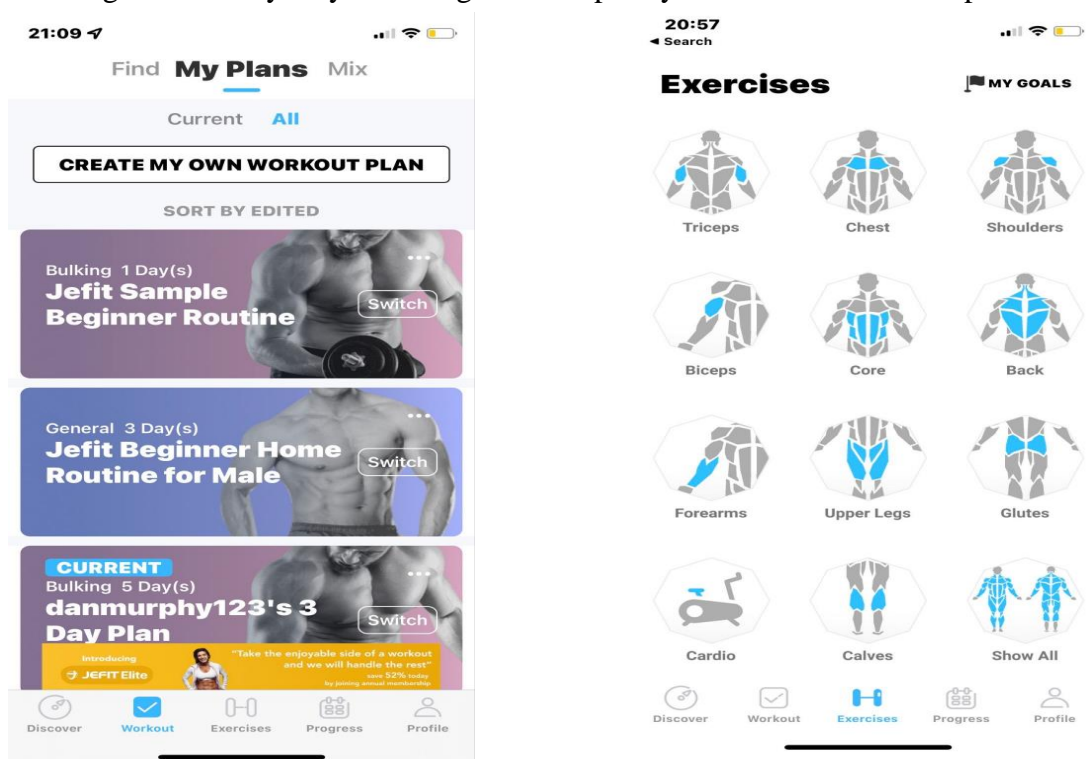 21:09
Find My Plans Mix
Current All
CREATE MY OWN WORKOUT PLAN
SORT BY EDITED
Bulking 1 Day(s)
Jefit Sample
Beginner Routine
Switch
General 3 Day(s)
Jefit Beginner Home
Routine for Male
Switch
CURRENT
Bulking 5 Day(s)
danmurphy123's 3
Day Plan
Switch
Introducing
JEFIT Elite
"Take the enjoyable side of a workout
and we will handle the rest"
save 52% today
by joining annual membership
Discover Workout Exercises Progress Profile
20:57
Search
Exercises
MY GOALS
Triceps Chest Shoulders
Biceps Core Back
Forearms Upper Legs Glutes
Cardio Calves Show All
Discover Workout Exercises Progress Profile